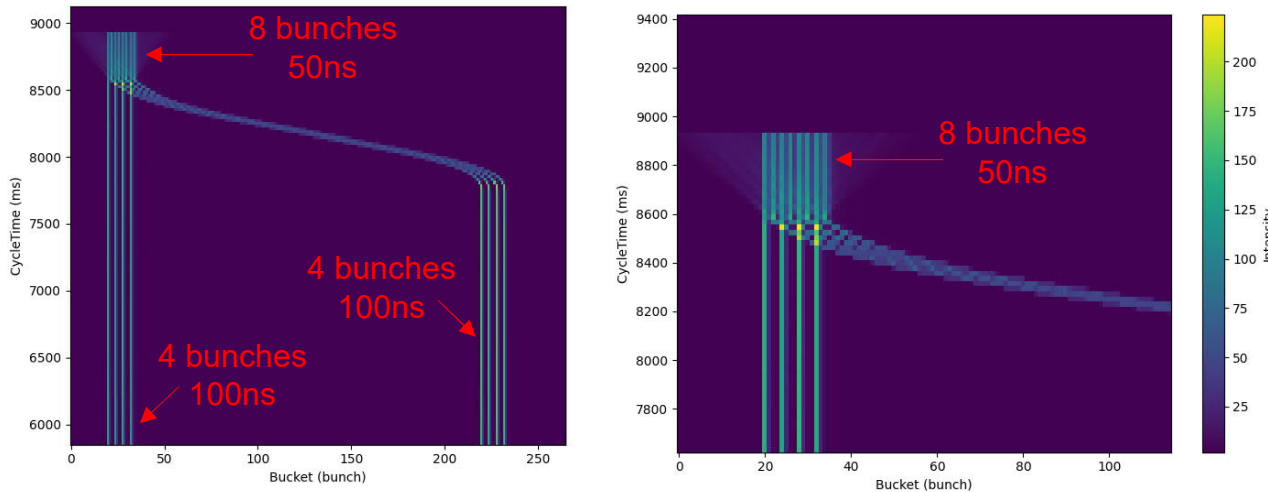 9000
8500
8000
7500
7000
6500
6000
0
50
100
150
200
250
CycleTime (ms)
Bucket (bunch)
8 bunches
50ns
4 bunches
100ns
4 bunches
100ns
9400
9200
9000
8800
8600
8400
8200
8000
7800
0
20
40
60
80
100
CycleTime (ms)
Bucket (bunch)
8 bunches
50ns
200
175
150
125
100
75
50
25
Intensity